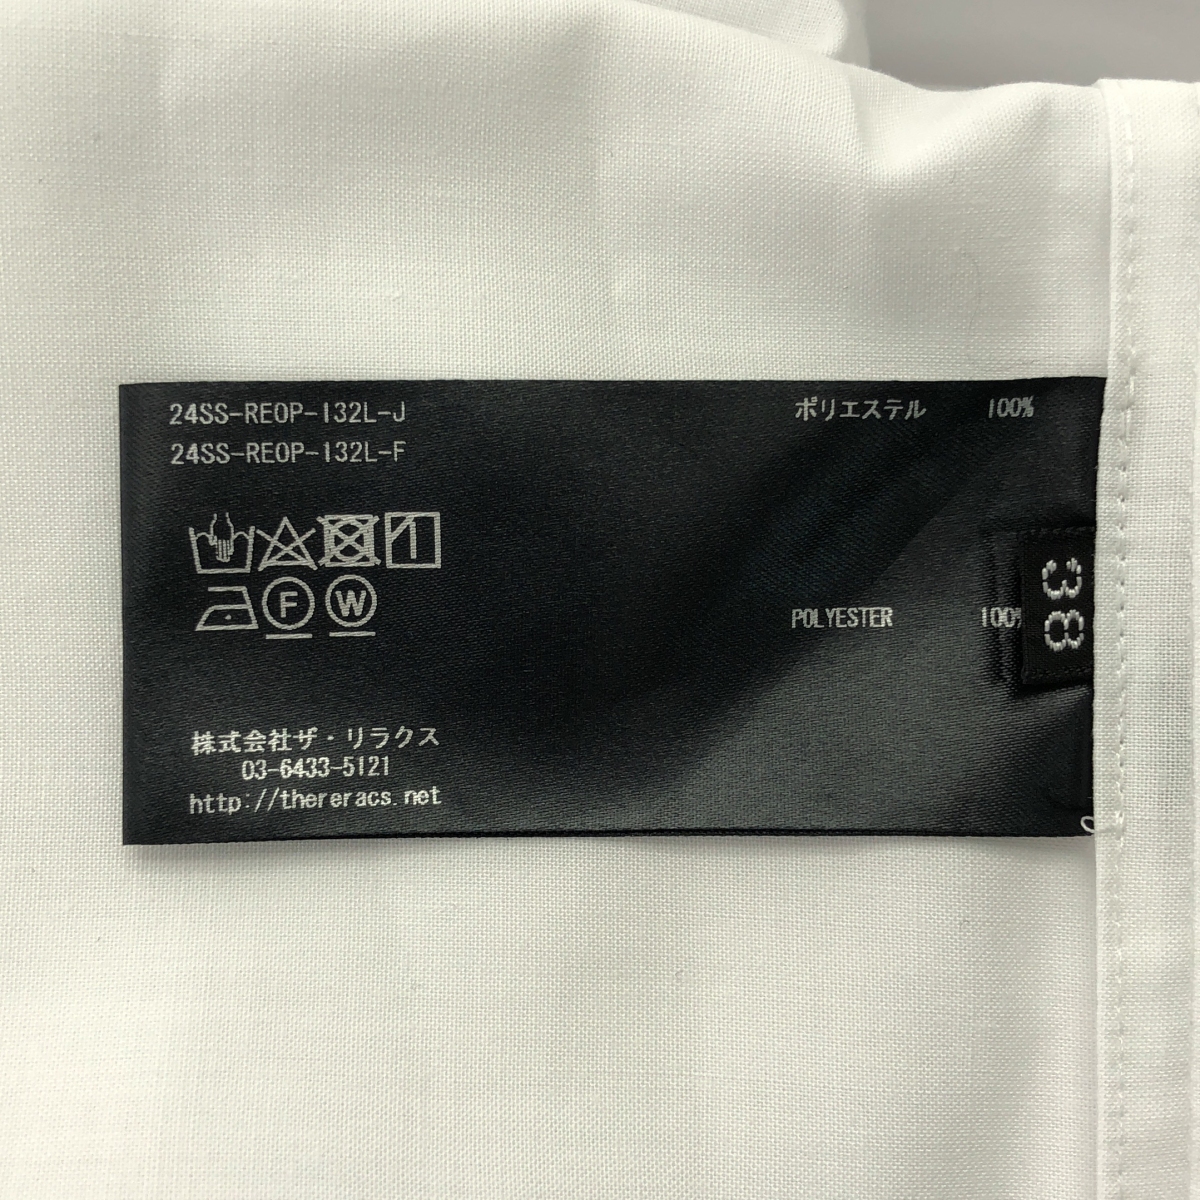 24SS-REOP-132L-J
24SS-REOP-132L-F
ポリエステル 100%
F W
POLYESTER 100%
38
株式会社ザ・リラクス
03-6433-5121
http://thereracs.net